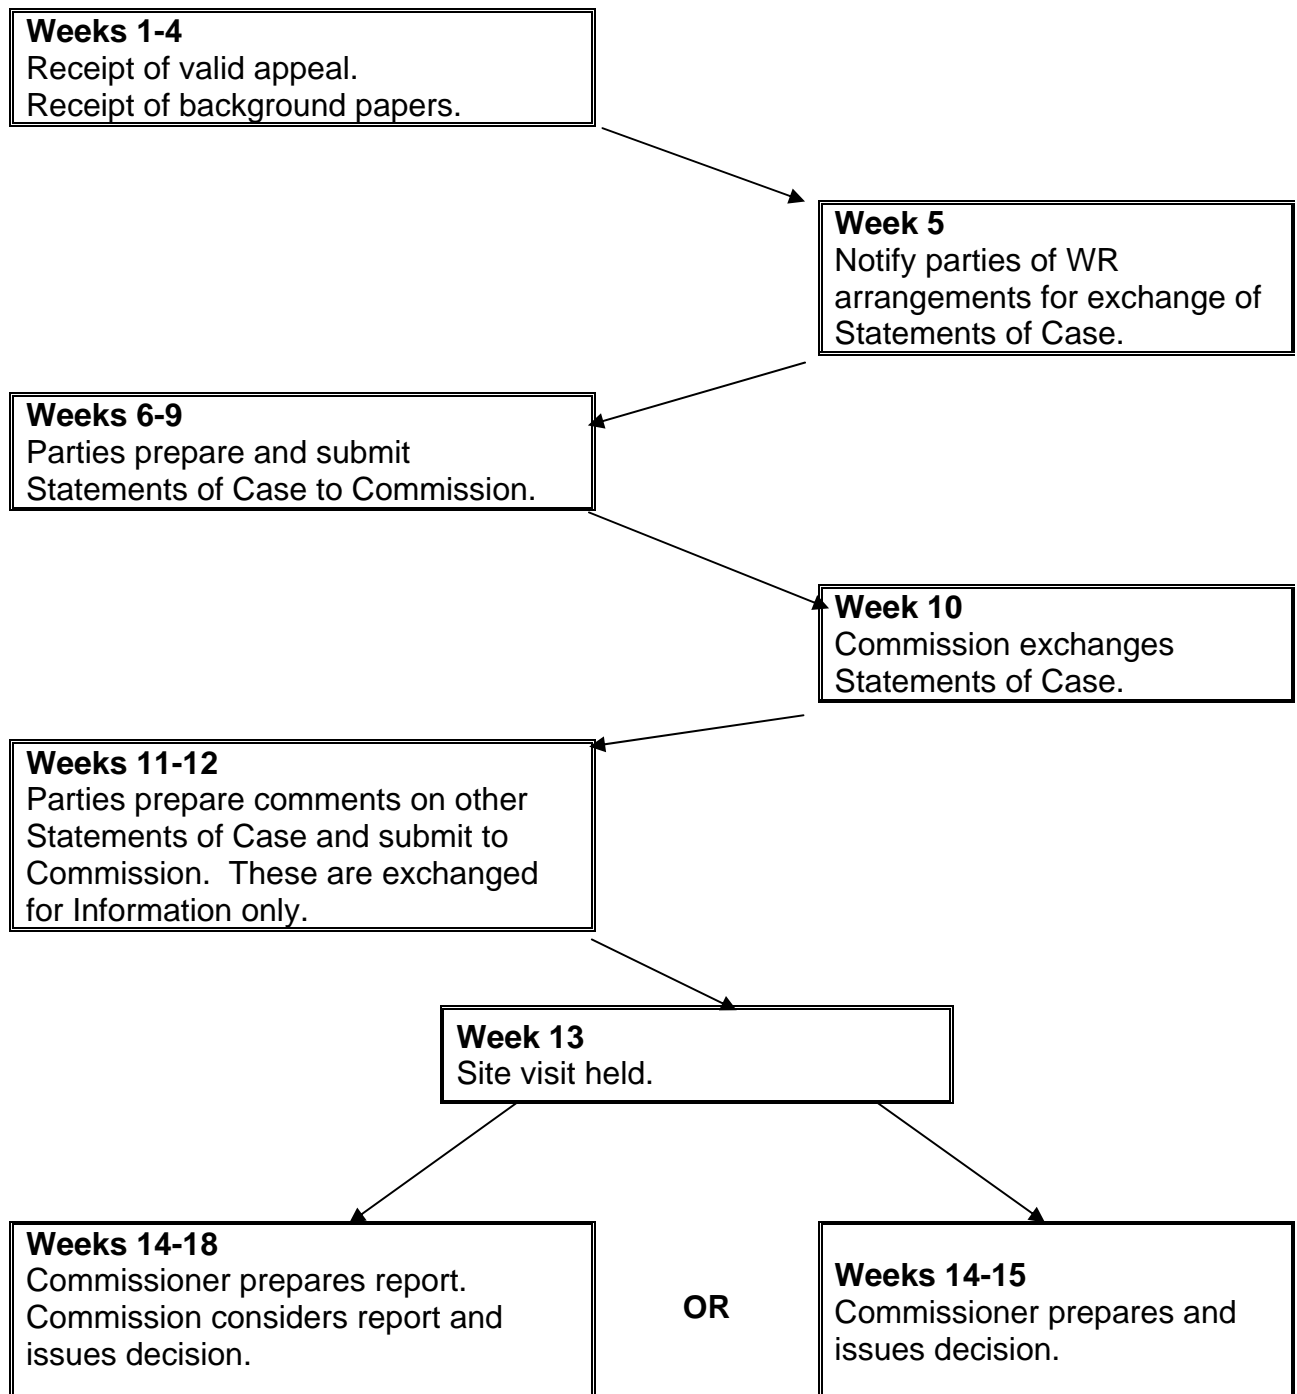 Weeks 1-4
Receipt of valid appeal.
Receipt of background papers.
Week 5
Notify parties of WR
arrangements for exchange of
Statements of Case.
Weeks 6-9
Parties prepare and submit
Statements of Case to Commission.
Week 10
Commission exchanges
Statements of Case.
Weeks 11-12
Parties prepare comments on other
Statements of Case and submit to
Commission.  These are exchanged
for Information only.
Week 13
Site visit held.
Weeks 14-18
Commissioner prepares report.
Commission considers report and
issues decision.
OR
Weeks 14-15
Commissioner prepares and
issues decision.